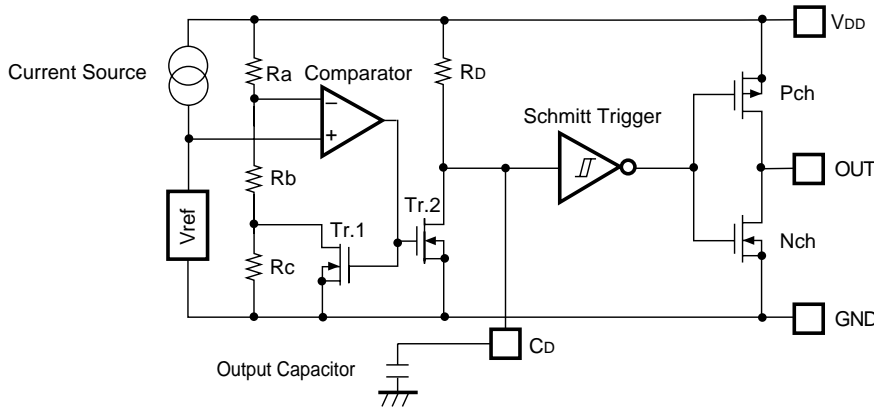 VDD
Current Source
Ra
Comparator
RD
Pch
Schmitt Trigger
−
+
Rb
OUT
Vref
Tr.1
Tr.2
Nch
Rc
GND
CD
Output Capacitor